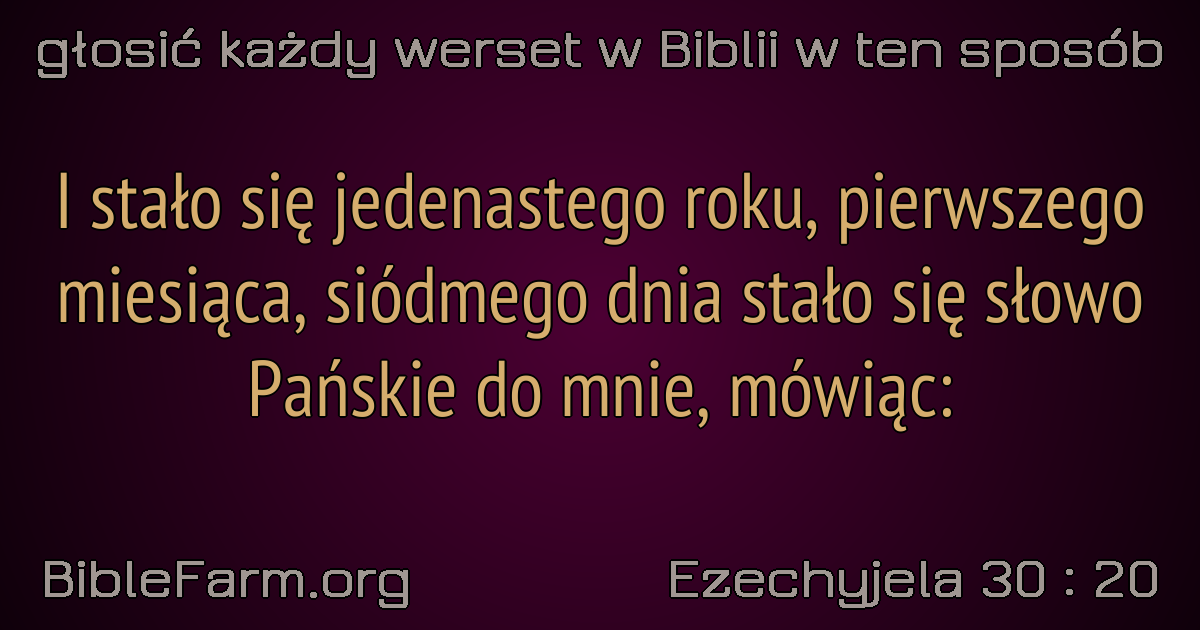 głosić każdy werset w Biblii w ten sposób
I stało się jedenastego roku, pierwszego
miesiąca, siódmego dnia stało się słowo
Pańskie do mnie, mówiąc:
BibleFarm.org
Ezechyjela 30 : 20